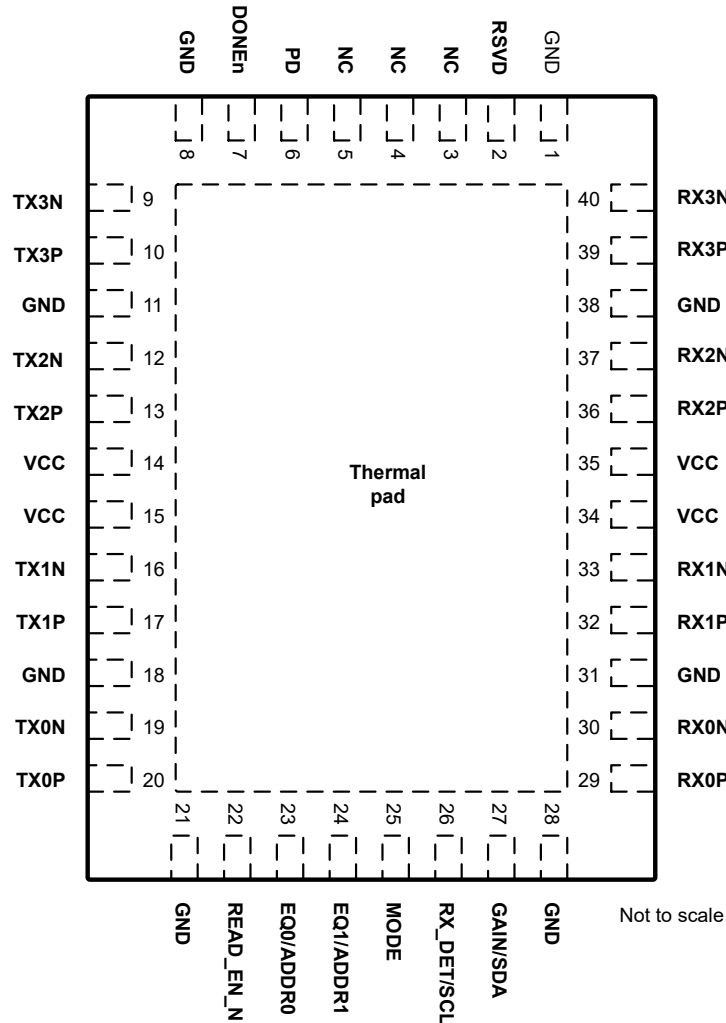 GND
DONEn
PD
NC
NC
NC
RSVD
GND
8
7
6
5
4
3
2
1
TX3N 9
40 RX3N
TX3P 10
39 RX3P
GND 11
38 GND
TX2N 12
37 RX2N
TX2P 13
36 RX2P
VCC 14
35 VCC
Thermal
pad
VCC 15
34 VCC
TX1N 16
33 RX1N
TX1P 17
32 RX1P
GND 18
31 GND
TX0N 19
30 RX0N
TX0P 20
29 RX0P
21
22
23
24
25
26
27
28
GND
READ_EN_N
EQ0/ADDR0
EQ1/ADDR1
MODE
RX_DET/SCL
GAIN/SDA
GND
Not to scale